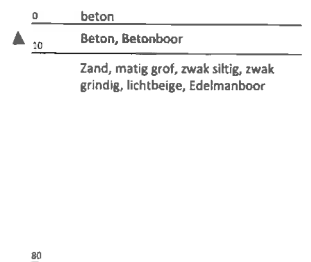 0 beton
Beton, Betonboor
10
Zand, matig grof, zwak siltig, zwak
grindig, lichtbeige, Edelmanboor
80